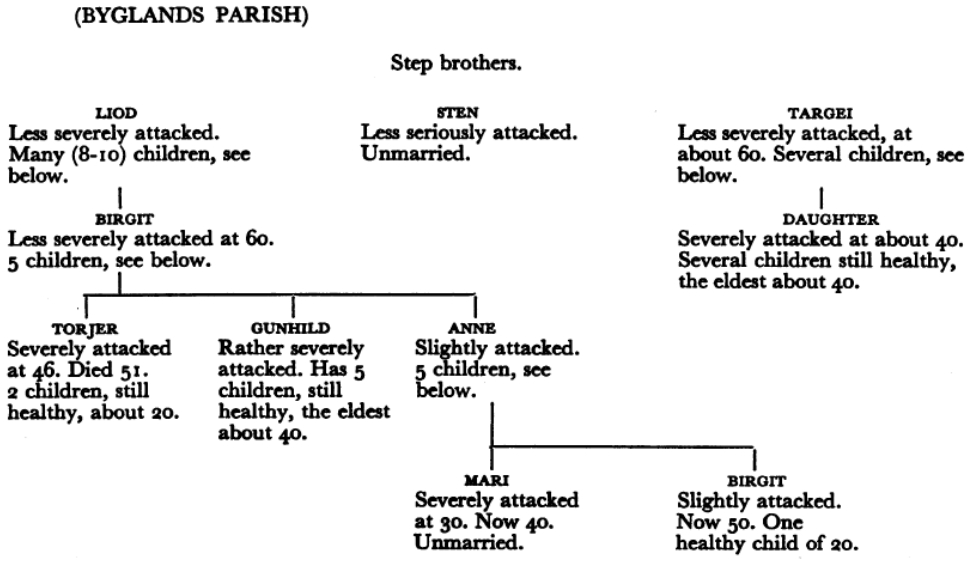 (BYGLANDS PARISH)
Step brothers.
LIOD
Less severely attacked.
Many (8-10) children, see
below.
STEN
Less seriously attacked.
Unmarried.
TARGEI
Less severely attacked, at
about 60. Several children, see
below.
BIRGIT
Less severely attacked at 60.
5 children, see below.
DAUGHTER
Severely attacked at about 40.
Several children still healthy,
the eldest about 40.
TORJER
Severely attacked
at 46. Died 51.
2 children, still
healthy, about 20.
GUNHILD
Rather severely
attacked. Has 5
children, still
healthy, the eldest
about 40.
ANNE
Slightly attacked.
5 children, see
below.
MARI
Severely attacked
at 30. Now 40.
Unmarried.
BIRGIT
Slightly attacked.
Now 50. One
healthy child of 20.